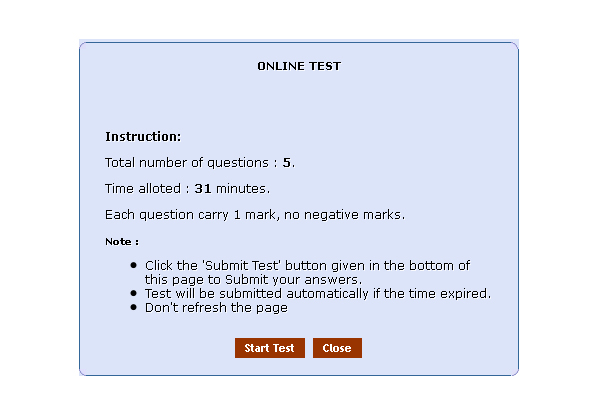 ONLINE TEST
Instruction:
Total number of questions : 5.
Time alloted : 31 minutes.
Each question carry 1 mark, no negative marks.
Note :
• Click the 'Submit Test' button given in the bottom of
this page to Submit your answers.
• Test will be submitted automatically if the time expired.
• Don't refresh the page
Start Test Close